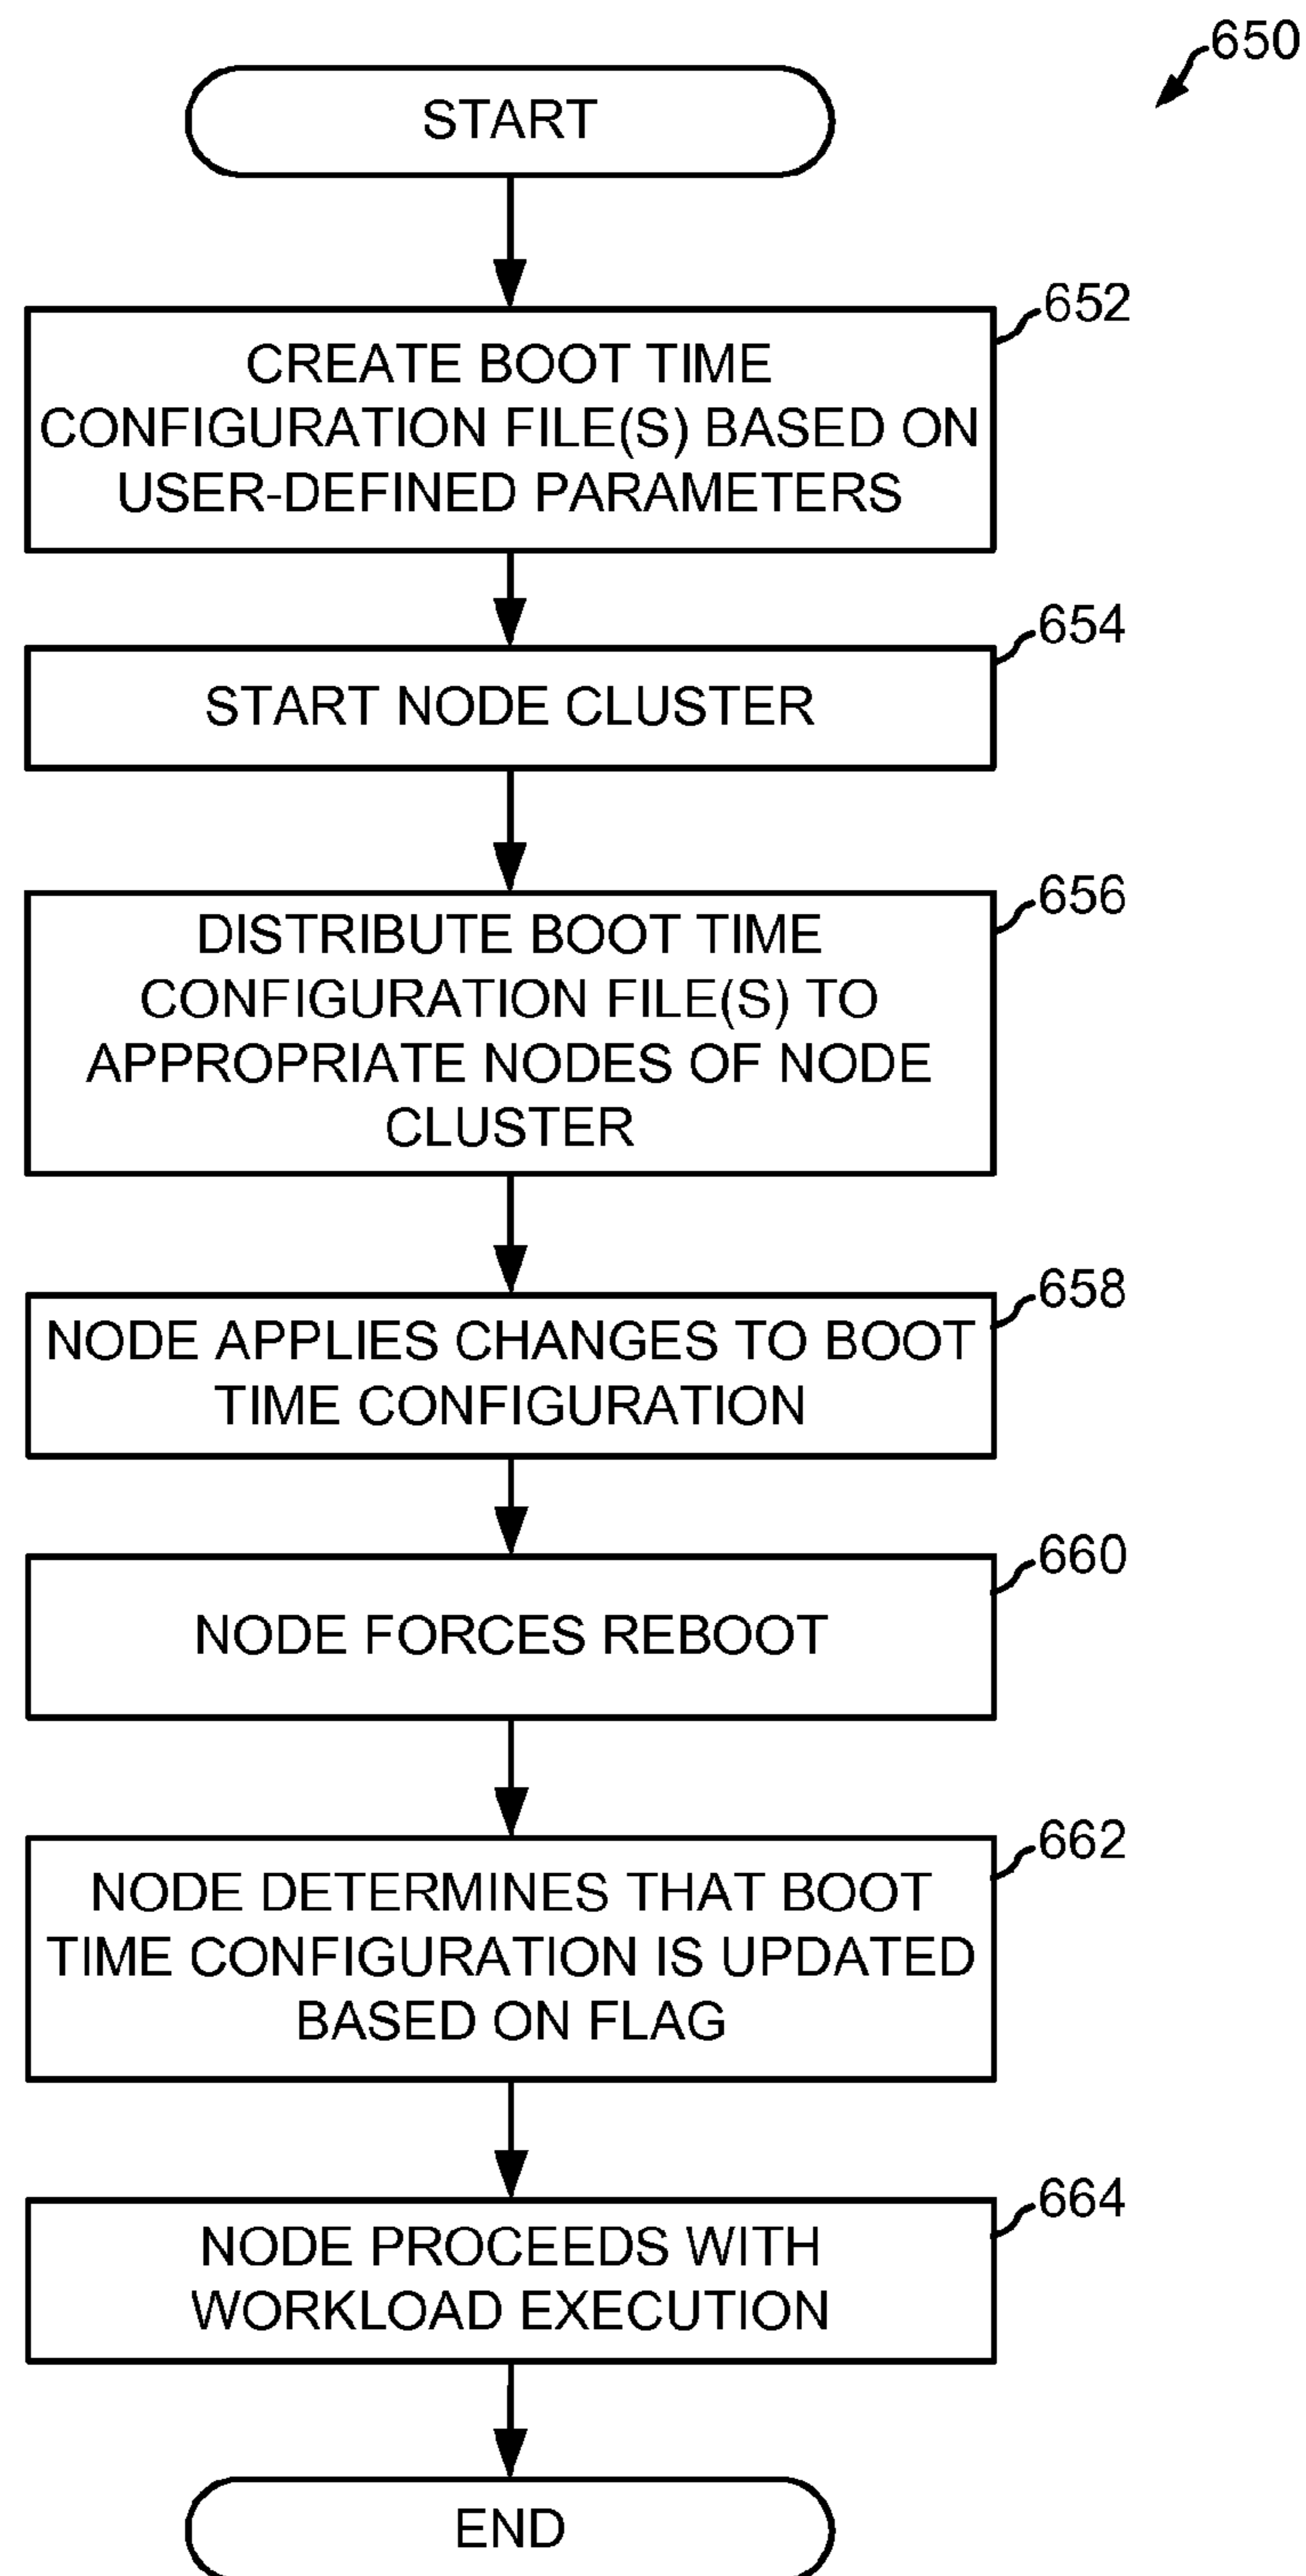 650
START
652
CREATE BOOT TIME
CONFIGURATION FILE(S) BASED ON
USER-DEFINED PARAMETERS
654
START NODE CLUSTER
656
DISTRIBUTE BOOT TIME
CONFIGURATION FILE(S) TO
APPROPRIATE NODES OF NODE
CLUSTER
658
NODE APPLIES CHANGES TO BOOT
TIME CONFIGURATION
660
NODE FORCES REBOOT
662
NODE DETERMINES THAT BOOT
TIME CONFIGURATION IS UPDATED
BASED ON FLAG
664
NODE PROCEEDS WITH
WORKLOAD EXECUTION
END